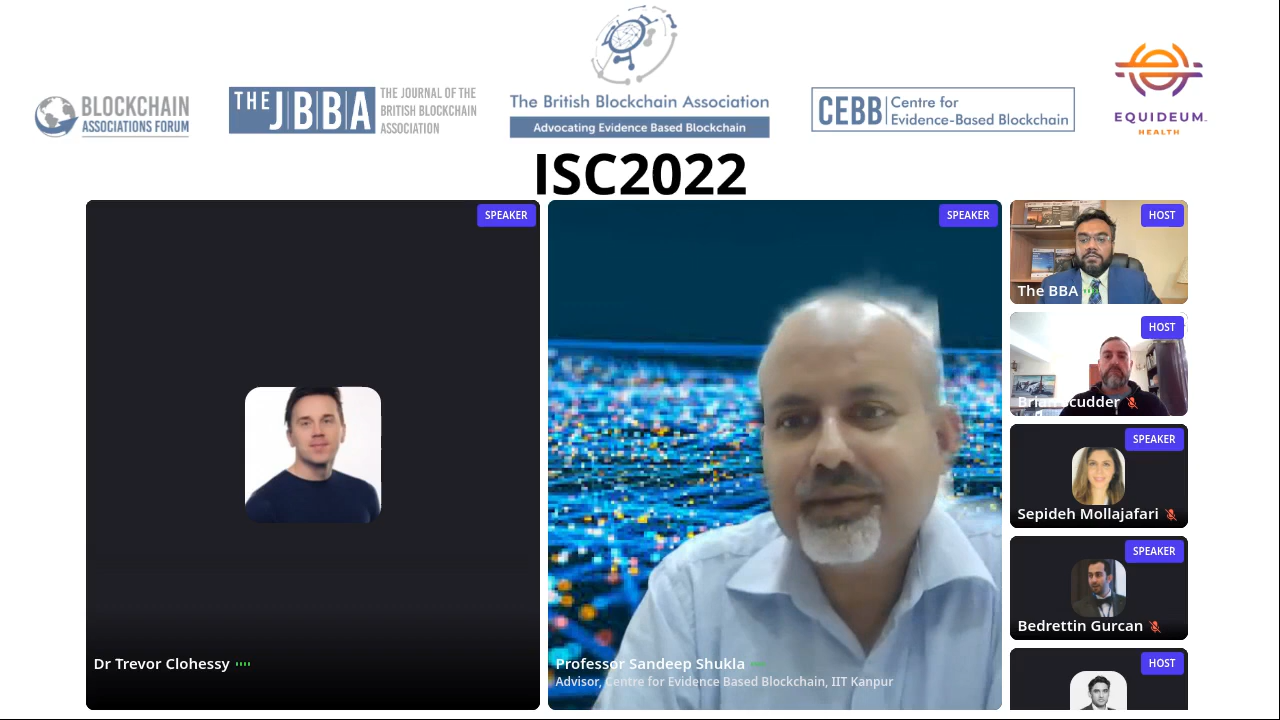 BLOCKCHAIN
ASSOCIATIONS FORUM
THE JBBA
THE JOURNAL OF THE
BRITISH BLOCKCHAIN
ASSOCIATION
The British Blockchain Association
Advocating Evidence Based Blockchain
CEBB
Centre for
Evidence-Based Blockchain
EQUIDEUM
HEALTH
ISC2022
SPEAKER
Dr Trevor Clohessy
SPEAKER
Professor Sandeep Shukla
Advisor, Centre for Evidence Based Blockchain, IIT Kanpur
HOST
The BBA
HOST
Brian Scudder
SPEAKER
Sepideh Mollajafari
SPEAKER
Bedrettin Gurcan
HOST